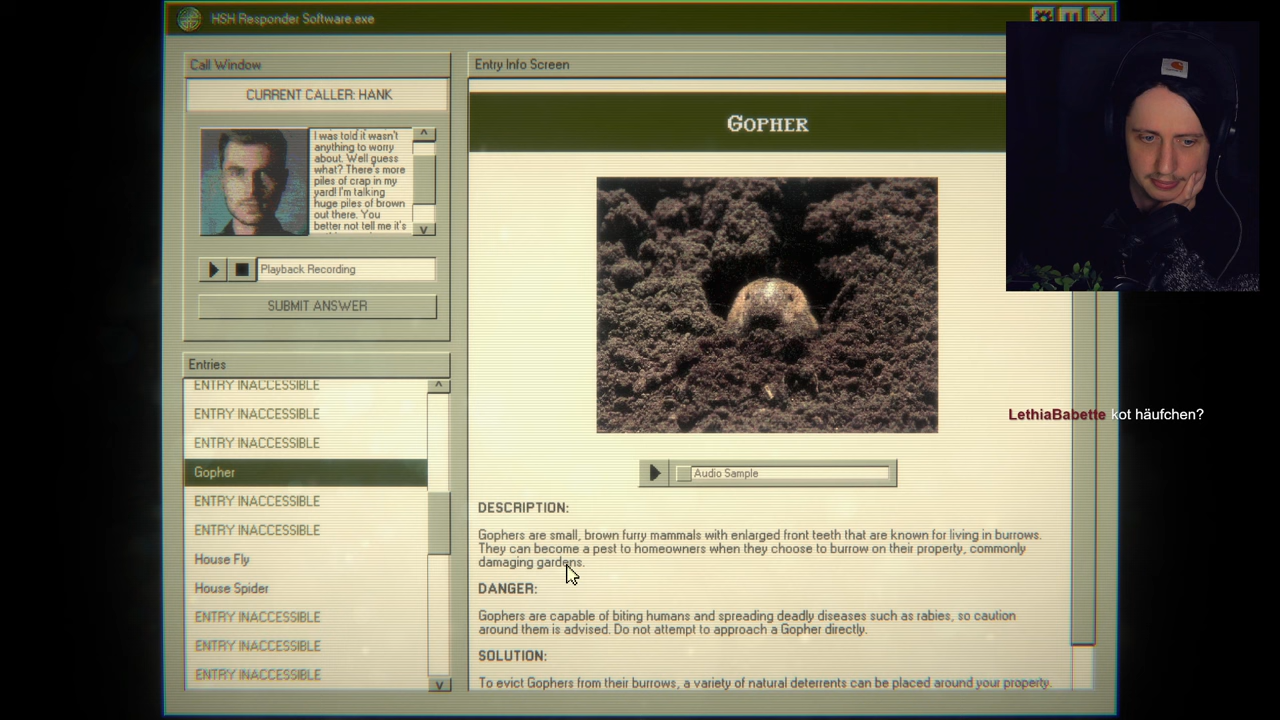 HSH Responder Software.exe
Call Window
CURRENT CALLER: HANK
I was told it wasn't
anything to worry
about. Well guess
what? There's more
piles of crap in my
yard! I'm talking
huge piles of brown
out there. You
better not tell me it's
Playback Recording
SUBMIT ANSWER
Entries
ENTRY INACCESSIBLE
ENTRY INACCESSIBLE
ENTRY INACCESSIBLE
Gopher
ENTRY INACCESSIBLE
ENTRY INACCESSIBLE
House Fly
House Spider
ENTRY INACCESSIBLE
ENTRY INACCESSIBLE
ENTRY INACCESSIBLE
Entry Info Screen
GOPHER
Audio Sample
DESCRIPTION:
Gophers are small, brown furry mammals with enlarged front teeth that are known for living in burrows.
They can become a pest to homeowners when they choose to burrow on their property, commonly
damaging gardens.
DANGER:
Gophers are capable of biting humans and spreading deadly diseases such as rabies, so caution
around them is advised. Do not attempt to approach a Gopher directly.
SOLUTION:
To evict Gophers from their burrows, a variety of natural deterrents can be placed around your property.
LethiaBabette kot häufchen?